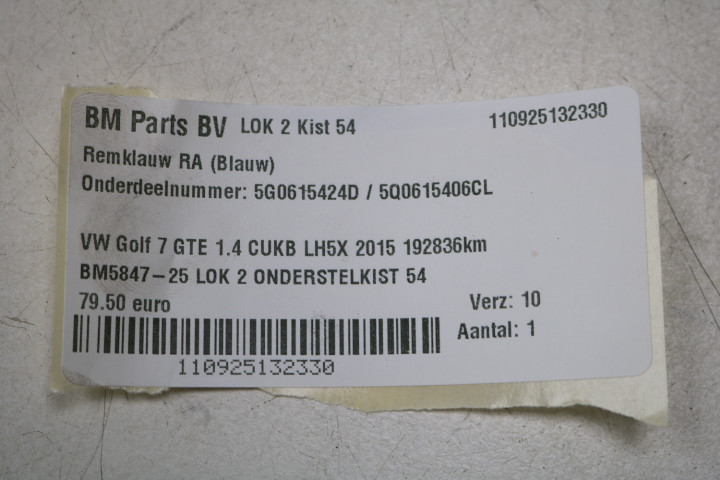 BM Parts BV LOK 2 Kist 54 110925132330
Remklauw RA (Blauw)
Onderdeelnummer: 5G0615424D / 5Q0615406CL
VW Golf 7 GTE 1.4 CUKB LH5X 2015 192836km
BM5847-25 LOK 2 ONDERSTELKIST 54
79.50 euro Verz: 10
Aantal: 1
110925132330